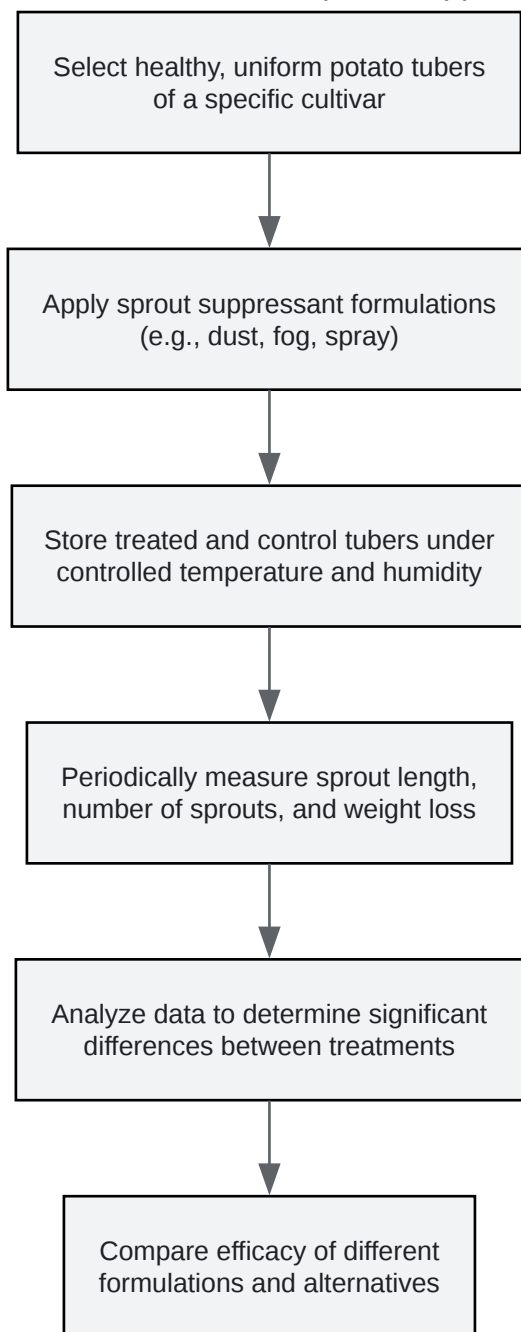 Select healthy, uniform potato tubers
of a specific cultivar
Apply sprout suppressant formulations
(e.g., dust, fog, spray)
Store treated and control tubers under
controlled temperature and humidity
Periodically measure sprout length,
number of sprouts, and weight loss
Analyze data to determine significant
differences between treatments
Compare efficacy of different
formulations and alternatives